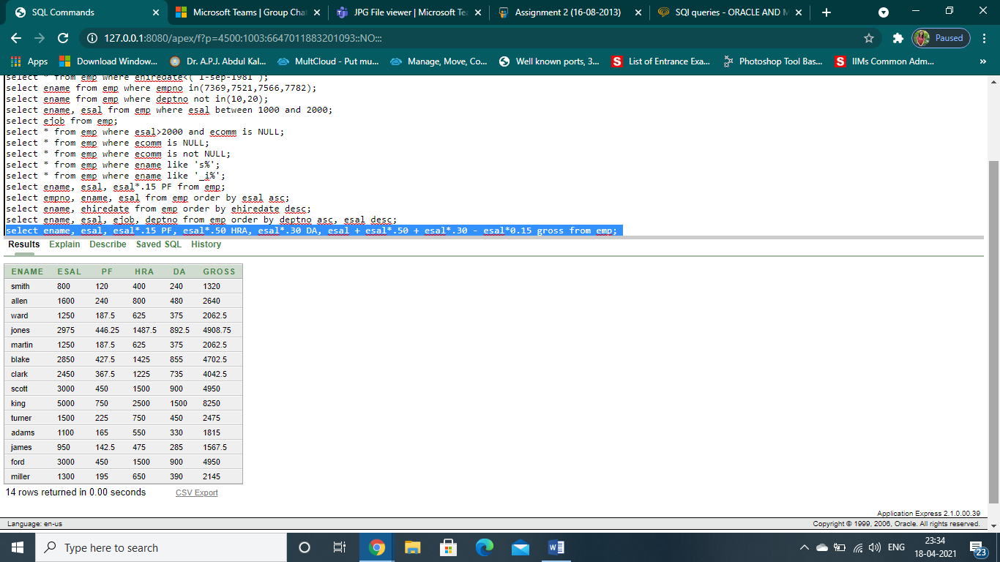 SQL Commands
Microsoft Teams | Group Cha
JPG File viewer | Microsoft Te
Assignment 2 (16-08-2013)
SQl queries - ORACLE AND M
127.0.0.1:8080/apex/f?p=4500:1003:6647011883201093::NO:::
Paused
Apps
Download Window...
Dr. A.P.J. Abdul Kal...
MultCloud - Put mu...
Manage, Move, Co...
Well known ports, 3...
List of Entrance Exa...
Photoshop Tool Bas...
IIMs Common Adm...
»
select * from emp where ehiredate<('1-sep-1981');
select ename from emp where empno in(7369,7521,7566,7782);
select ename from emp where deptno not in(10,20);
select ename, esal from emp where esal between 1000 and 2000;
select ejob from emp;
select * from emp where esal>2000 and ecomm is NULL;
select * from emp where ecomm is NULL;
select * from emp where ecomm is not NULL;
select * from emp where ename like 's%';
select * from emp where ename like '_i%';
select ename, esal, esal*.15 PF from emp;
select empno, ename, esal from emp order by esal asc;
select ename, ehiredate from emp order by ehiredate desc;
select ename, esal, ejob, deptno from emp order by deptno asc, esal desc;
select ename, esal, esal*.15 PF, esal*.50 HRA, esal*.30 DA, esal + esal*.50 + esal*.30 - esal*0.15 gross from emp;
Results Explain Describe Saved SQL History
ENAME ESAL PF HRA DA GROSS
smith 800 120 400 240 1320
allen 1600 240 800 480 2640
ward 1250 187.5 625 375 2062.5
jones 2975 446.25 1487.5 892.5 4908.75
martin 1250 187.5 625 375 2062.5
blake 2850 427.5 1425 855 4702.5
clark 2450 367.5 1225 735 4042.5
scott 3000 450 1500 900 4950
king 5000 750 2500 1500 8250
turner 1500 225 750 450 2475
adams 1100 165 550 330 1815
james 950 142.5 475 285 1567.5
ford 3000 450 1500 900 4950
miller 1300 195 650 390 2145
14 rows returned in 0.00 seconds
CSV Export
Application Express 2.1.0.00.39
Language: en-us
Copyright © 1999, 2006, Oracle. All rights reserved.
Type here to search
ENG
23:34
18-04-2021
23